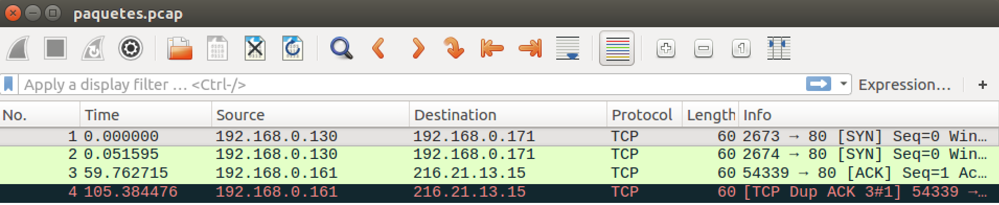 paquetes.pcap
Apply a display filter … <Ctrl-/> Expression… +
No. Time Source Destination Protocol Length Info
1 0.000000 192.168.0.130 192.168.0.171 TCP 60 2673 → 80 [SYN] Seq=0 Win…
2 0.051595 192.168.0.130 192.168.0.171 TCP 60 2674 → 80 [SYN] Seq=0 Win…
3 59.762715 192.168.0.161 216.21.13.15 TCP 60 54339 → 80 [ACK] Seq=1 Ac…
4 105.384476 192.168.0.161 216.21.13.15 TCP 60 [TCP Dup ACK 3#1] 54339 →…